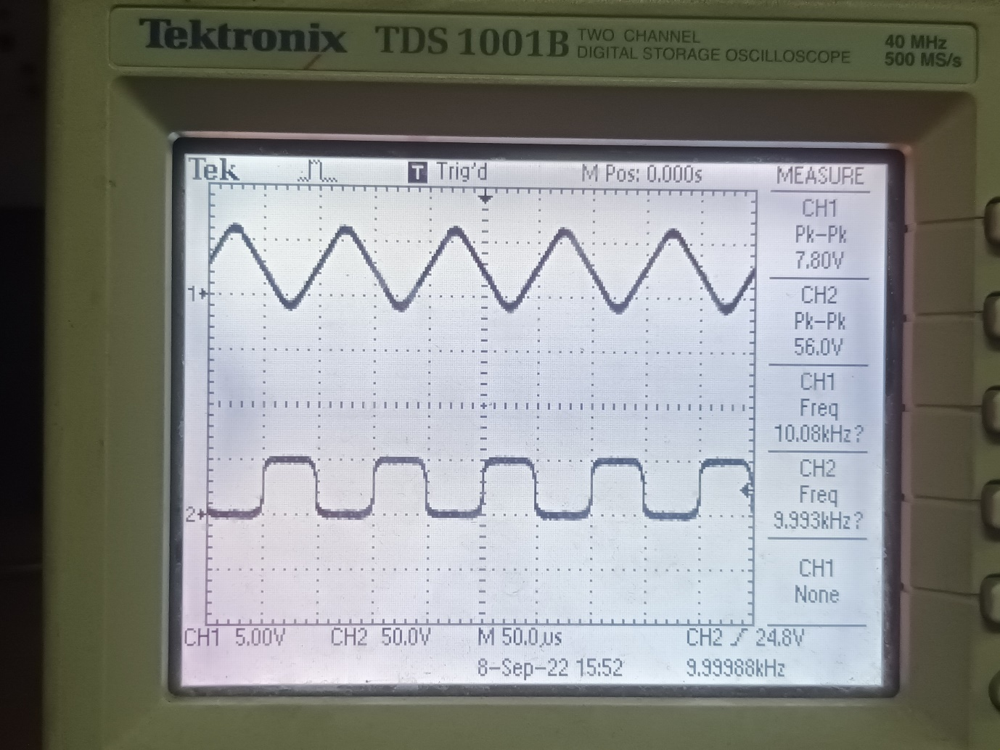 Tektronix TDS 1001B TWO CHANNEL DIGITAL STORAGE OSCILLOSCOPE 40 MHz 500 MS/s
Tek T Trig'd M Pos: 0.000s MEASURE
CH1
Pk-Pk
7.80V
CH2
Pk-Pk
56.0V
CH1
Freq
10.08kHz?
CH2
Freq
9.993kHz?
CH1
None
1
2
CH1 5.00V CH2 50.0V M 50.0µs CH2 24.8V
8-Sep-22 15:52 9.99988kHz